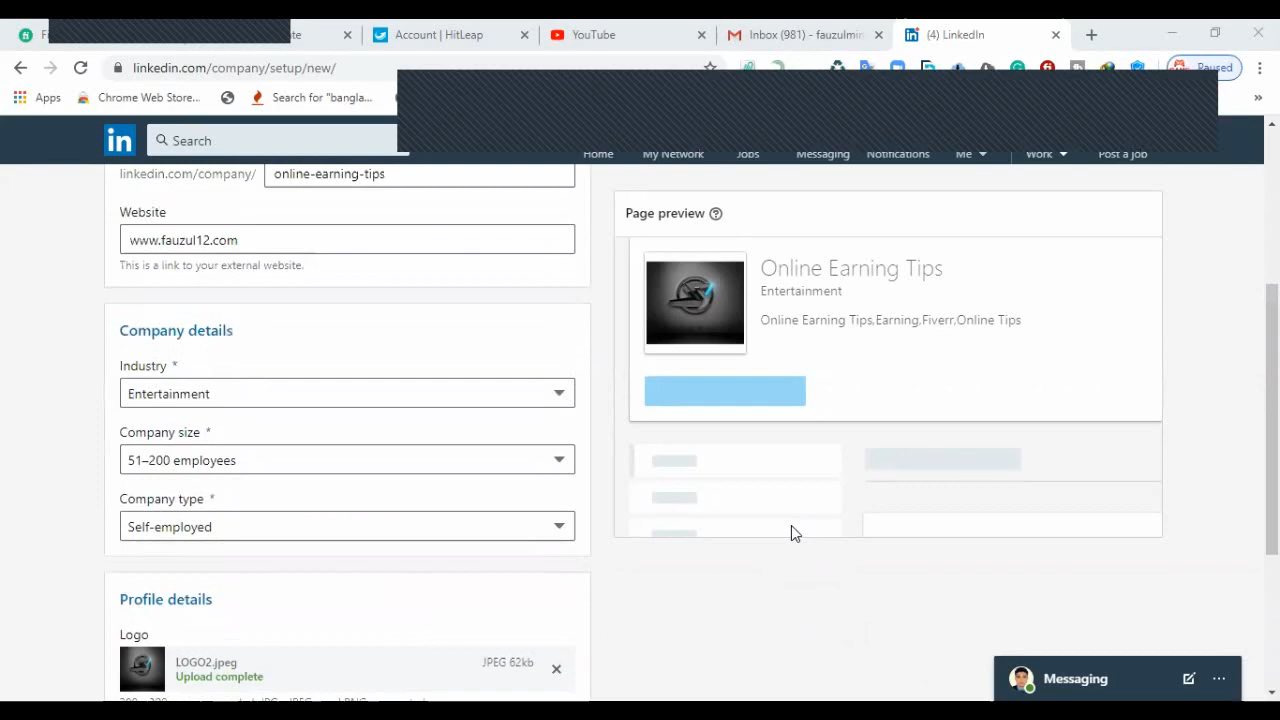 Account | HitLeap
YouTube
Inbox (981) - fauzulmin
(4) LinkedIn
linkedin.com/company/setup/new/
Paused
Apps
Chrome Web Store...
Search for "bangla...
in
Search
Home
My Network
Jobs
Messaging
Notifications
Me
Work
Post a job
linkedin.com/company/
online-earning-tips
Website
www.fauzul12.com
This is a link to your external website.
Company details
Industry *
Entertainment
Company size *
51–200 employees
Company type *
Self-employed
Profile details
Logo
LOGO2.jpeg
JPEG 62kb
Upload complete
Page preview
Online Earning Tips
Entertainment
Online Earning Tips,Earning,Fiverr,Online Tips
Messaging